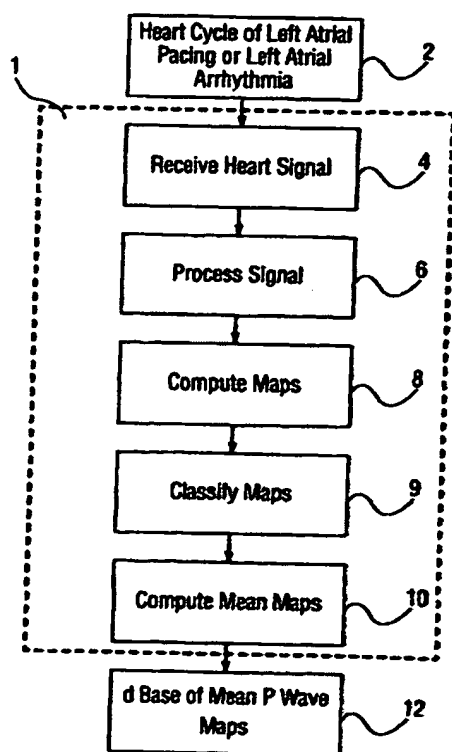 1
Heart Cycle of Left Atrial
Pacing or Left Atrial
Arrhythmia
2
Receive Heart Signal
4
Process Signal
6
Compute Maps
8
Classify Maps
9
Compute Mean Maps
10
d Base of Mean P Wave
Maps
12